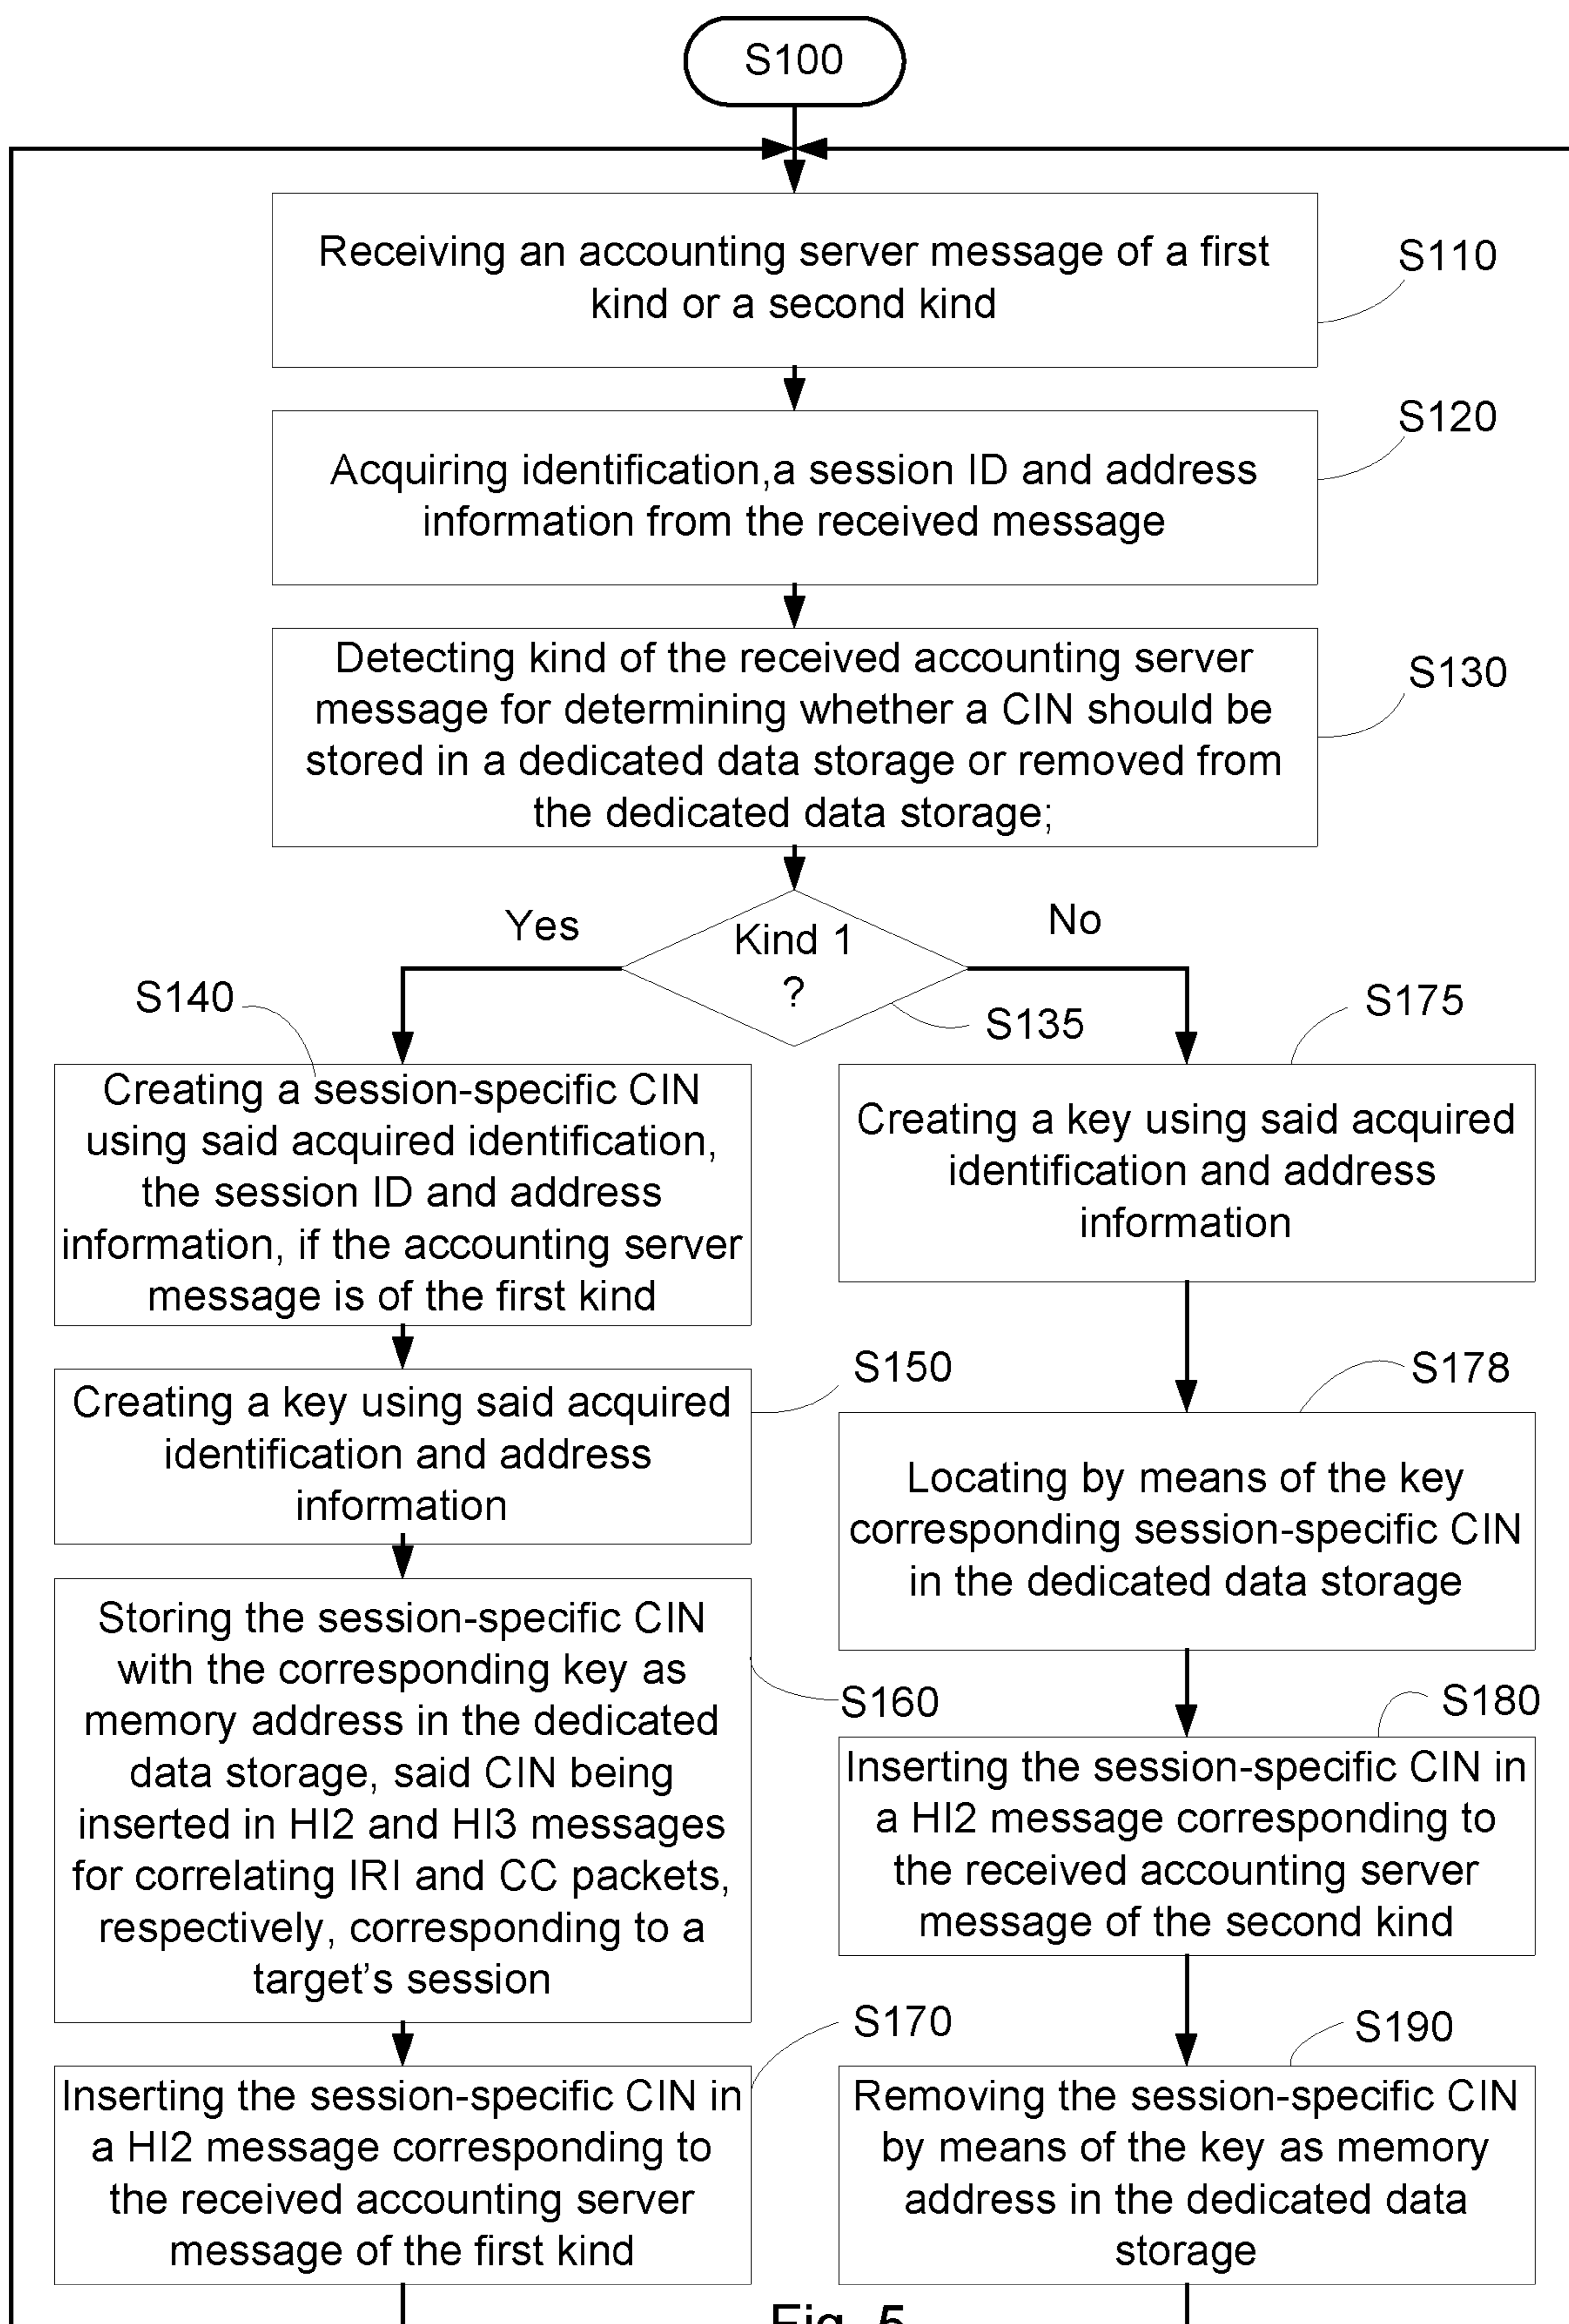 S100
Receiving an accounting server message of a first
kind or a second kind
S110
Acquiring identification,a session ID and address
information from the received message
S120
Detecting kind of the received accounting server
message for determining whether a CIN should be
stored in a dedicated data storage or removed from
the dedicated data storage;
S130
Kind 1
?
Yes
No
S135
S140
Creating a session-specific CIN
using said acquired identification,
the session ID and address
information, if the accounting server
message is of the first kind
S150
Creating a key using said acquired
identification and address
information
S160
Storing the session-specific CIN
with the corresponding key as
memory address in the dedicated
data storage, said CIN being
inserted in HI2 and HI3 messages
for correlating IRI and CC packets,
respectively, corresponding to a
target's session
S170
Inserting the session-specific CIN in
a HI2 message corresponding to
the received accounting server
message of the first kind
S175
Creating a key using said acquired
identification and address
information
S178
Locating by means of the key
corresponding session-specific CIN
in the dedicated data storage
S180
Inserting the session-specific CIN in
a HI2 message corresponding to
the received accounting server
message of the second kind
S190
Removing the session-specific CIN
by means of the key as memory
address in the dedicated data
storage
Fig. 5